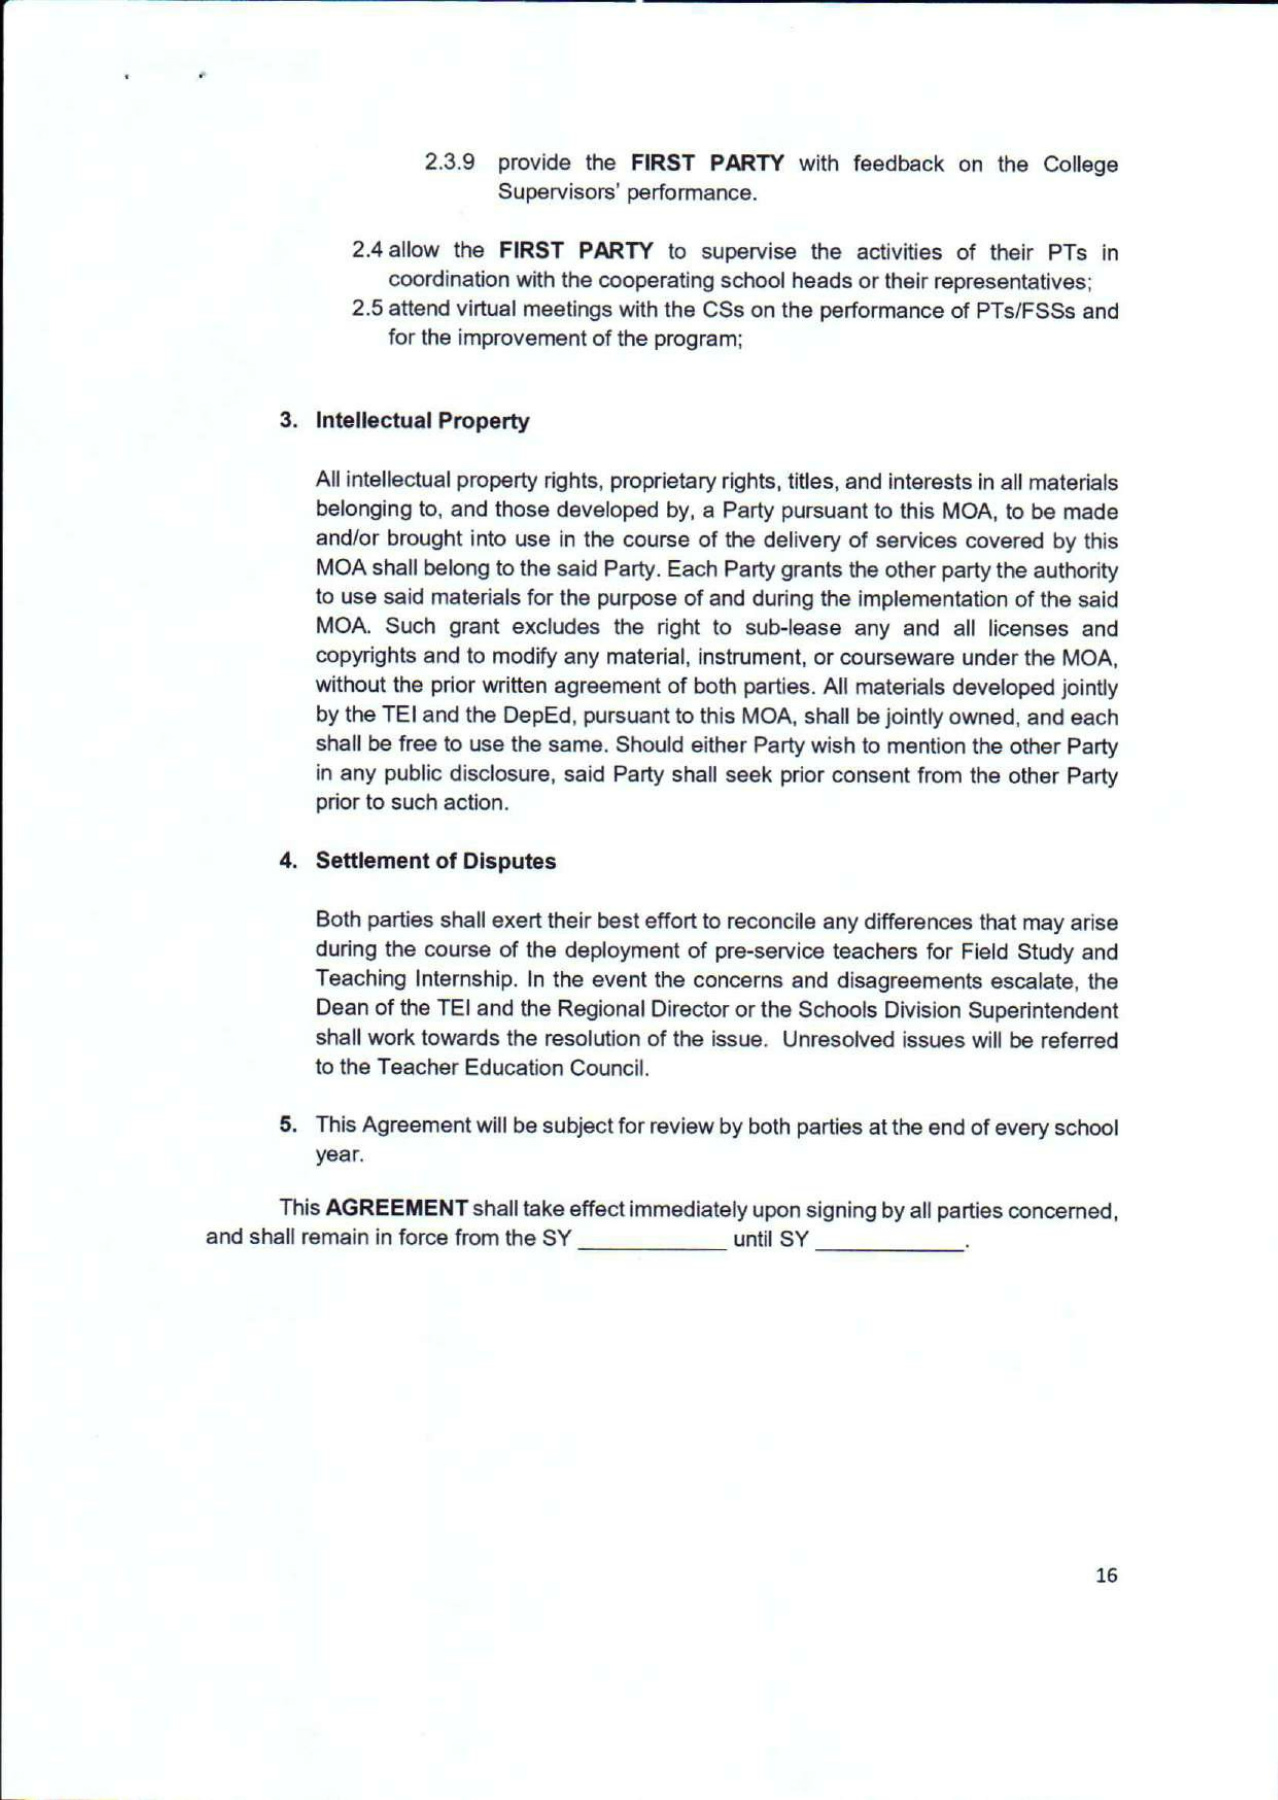 2.3.9 provide the FIRST PARTY with feedback on the College
Supervisors' performance.
2.4 allow the FIRST PARTY to supervise the activities of their PTs in
coordination with the cooperating school heads or their representatives;
2.5 attend virtual meetings with the CSs on the performance of PTs/FSSs and
for the improvement of the program;
3. Intellectual Property
All intellectual property rights, proprietary rights, titles, and interests in all materials
belonging to, and those developed by, a Party pursuant to this MOA, to be made
and/or brought into use in the course of the delivery of services covered by this
MOA shall belong to the said Party. Each Party grants the other party the authority
to use said materials for the purpose of and during the implementation of the said
MOA. Such grant excludes the right to sub-lease any and all licenses and
copyrights and to modify any material, instrument, or courseware under the MOA,
without the prior written agreement of both parties. All materials developed jointly
by the TEI and the DepEd, pursuant to this MOA, shall be jointly owned, and each
shall be free to use the same. Should either Party wish to mention the other Party
in any public disclosure, said Party shall seek prior consent from the other Party
prior to such action.
4. Settlement of Disputes
Both parties shall exert their best effort to reconcile any differences that may arise
during the course of the deployment of pre-service teachers for Field Study and
Teaching Internship. In the event the concerns and disagreements escalate, the
Dean of the TEI and the Regional Director or the Schools Division Superintendent
shall work towards the resolution of the issue. Unresolved issues will be referred
to the Teacher Education Council.
5. This Agreement will be subject for review by both parties at the end of every school
year.
This AGREEMENT shall take effect immediately upon signing by all parties concerned,
and shall remain in force from the SY ____________ until SY ____________.
16